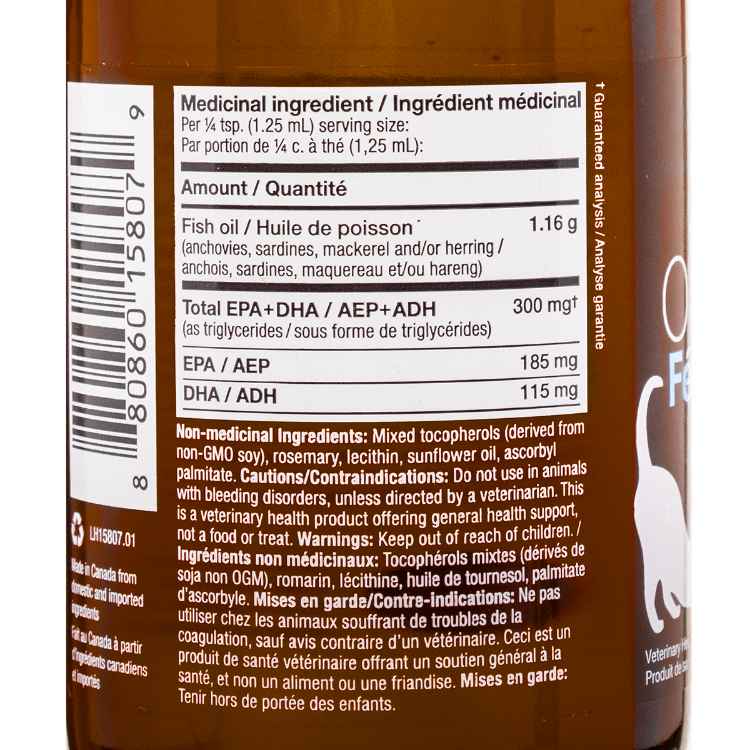 Medicinal ingredient / Ingrédient médicinal
Per ¼ tsp. (1.25 mL) serving size:
Par portion de ¼ c. à thé (1,25 mL):
Amount / Quantité
Fish oil / Huile de poisson 1.16 g
(anchovies, sardines, mackerel and/or herring /
anchois, sardines, maquereau et/ou hareng)
Total EPA+DHA / AEP+ADH 300 mg†
(as triglycerides / sous forme de triglycérides)
EPA / AEP 185 mg
DHA / ADH 115 mg
† Guaranteed analysis / Analyse garantie
Non-medicinal Ingredients: Mixed tocopherols (derived from
non-GMO soy), rosemary, lecithin, sunflower oil, ascorbyl
palmitate. Cautions/Contraindications: Do not use in animals
with bleeding disorders, unless directed by a veterinarian. This
is a veterinary health product offering general health support,
not a food or treat. Warnings: Keep out of reach of children. /
Ingrédients non médicinaux: Tocophérols mixtes (dérivés de
soja non OGM), romarin, lécithine, huile de tournesol, palmitate
d'ascorbyle. Mises en garde/Contre-indications: Ne pas
utiliser chez les animaux souffrant de troubles de la
coagulation, sauf avis contraire d'un vétérinaire. Ceci est un
produit de santé vétérinaire offrant un soutien général à la
santé, et non un aliment ou une friandise. Mises en garde:
Tenir hors de portée des enfants.
8 80860 15807 9
LH15807.01
Made in Canada from
domestic and imported
ingredients
Fait au Canada à partir
d'ingrédients canadiens
et importés
O
Fé
Veterinary
Produit de